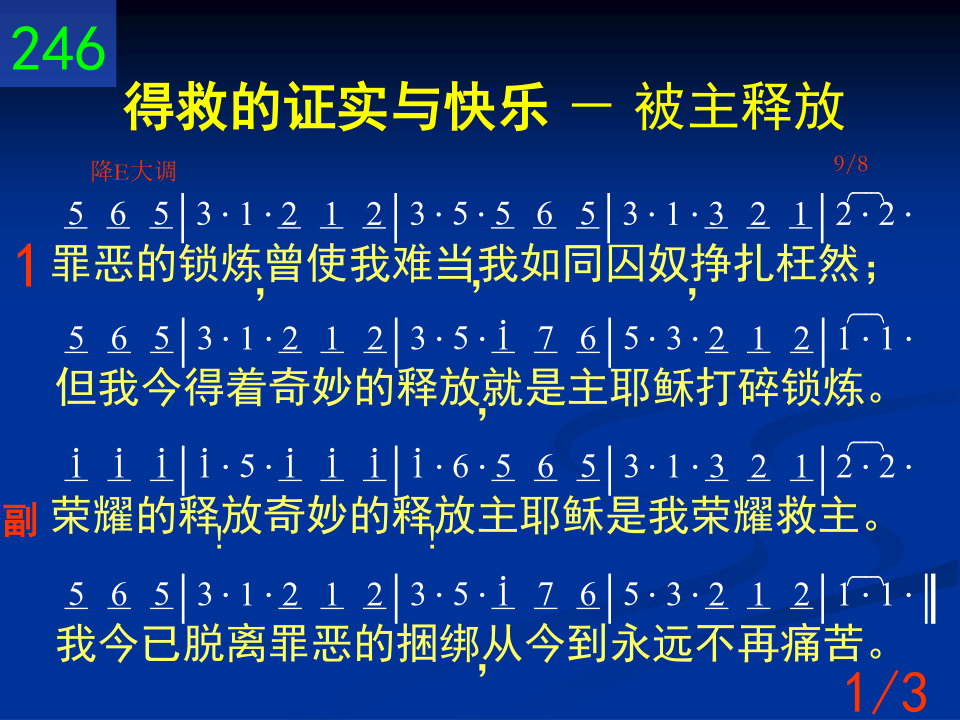 246
得救的证实与快乐 － 被主释放
降E大调 9/8
5 6 5|3·1·2 1 2|3·5·5 6 5|3·1·3 2 1|2·2·
1 罪恶的锁炼,曾使我难当,我如同囚奴,挣扎枉然；
5 6 5|3·1·2 1 2|3·5·i 7 6|5·3·2 1 2|1·1·
但我今得着奇妙的释放,就是主耶稣打碎锁炼。
i i i|i·5·i i i|i·6·5 6 5|3·1·3 2 1|2·2·
副 荣耀的释放!奇妙的释放!主耶稣是我荣耀救主。
5 6 5|3·1·2 1 2|3·5·i 7 6|5·3·2 1 2|1·1·‖
我今已脱离罪恶的捆绑,从今到永远不再痛苦。
1/3